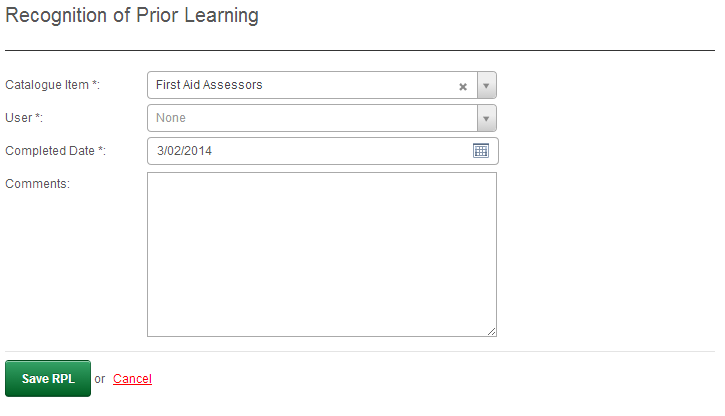 Recognition of Prior Learning
Catalogue Item *: First Aid Assessors
User *: None
Completed Date *: 3/02/2014
Comments:
Save RPL or Cancel